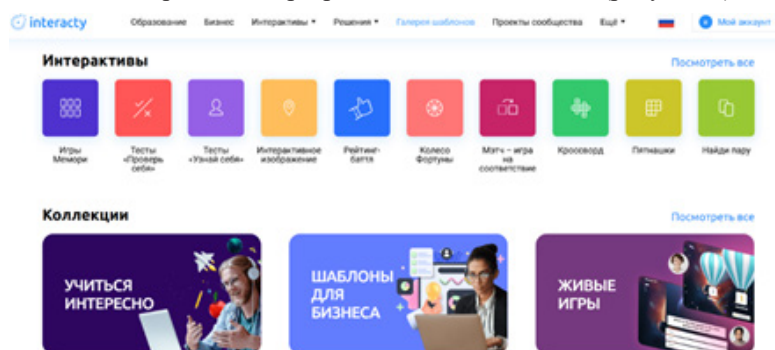 interacty
Образование Бизнес Интерактивы Решения Галерея шаблонов Проекты сообщества Ещё Мой аккаунт
Интерактивы
Посмотреть все
Игры Мемори
Тесты «Проверь себя»
Тесты «Узнай себя»
Интерактивное изображение
Рейтинг-баттл
Колесо Фортуны
Мэтч – игра на соответствие
Кроссворд
Пятнашки
Найди пару
Коллекции
Посмотреть все
УЧИТЬСЯ
ИНТЕРЕСНО
ШАБЛОНЫ
ДЛЯ
БИЗНЕСА
ЖИВЫЕ
ИГРЫ